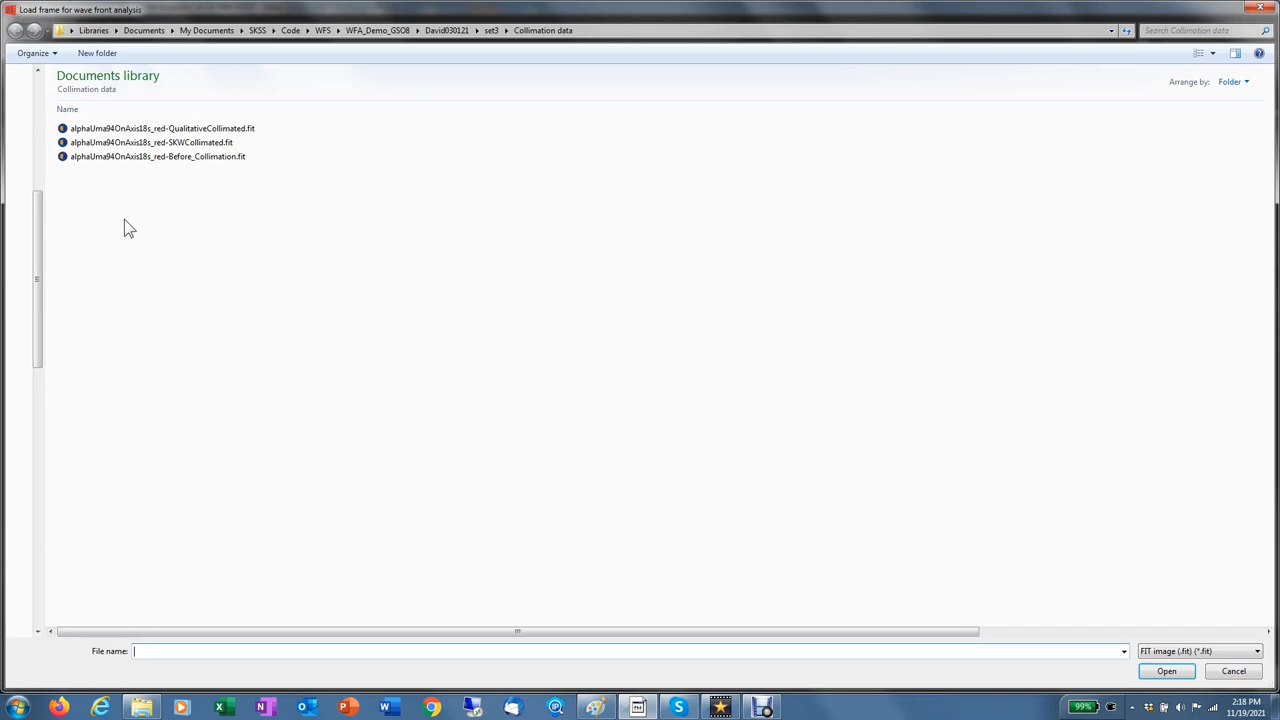 Load frame for wave front analysis
Libraries Documents My Documents SKSS Code WFS WFA_Demo_GSO8 David030121 set3 Collimation data
Search Collimation data
Organize New folder
Documents library
Collimation data
Arrange by: Folder
Name
alphaUma94OnAxis18s_red-QualitativeCollimated.fit
alphaUma94OnAxis18s_red-SKWCollimated.fit
alphaUma94OnAxis18s_red-Before_Collimation.fit
File name:
FIT image (.fit) (*.fit)
Open Cancel
99%
2:18 PM
11/19/2021